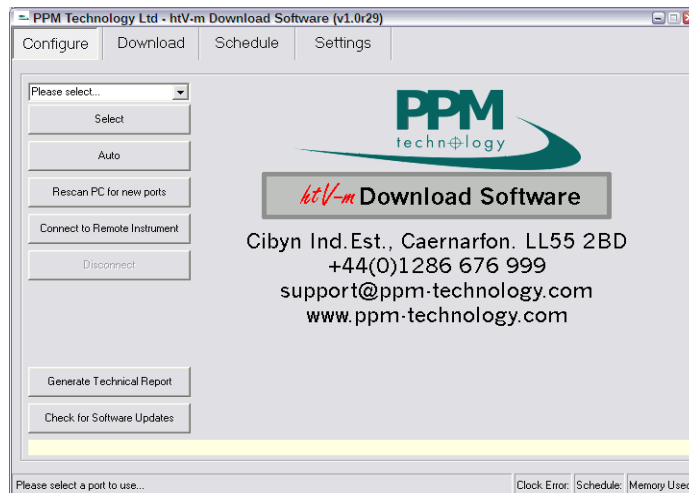 PPM Technology Ltd - htV-m Download Software (v1.0r29)
Configure Download Schedule Settings
Please select...
Select
Auto
Rescan PC for new ports
Connect to Remote Instrument
Disconnect
Generate Technical Report
Check for Software Updates
PPM
technology
htV-m Download Software
Cibyn Ind.Est., Caernarfon. LL55 2BD
+44(0)1286 676 999
support@ppm-technology.com
www.ppm-technology.com
Please select a port to use... Clock Error: Schedule: Memory Used